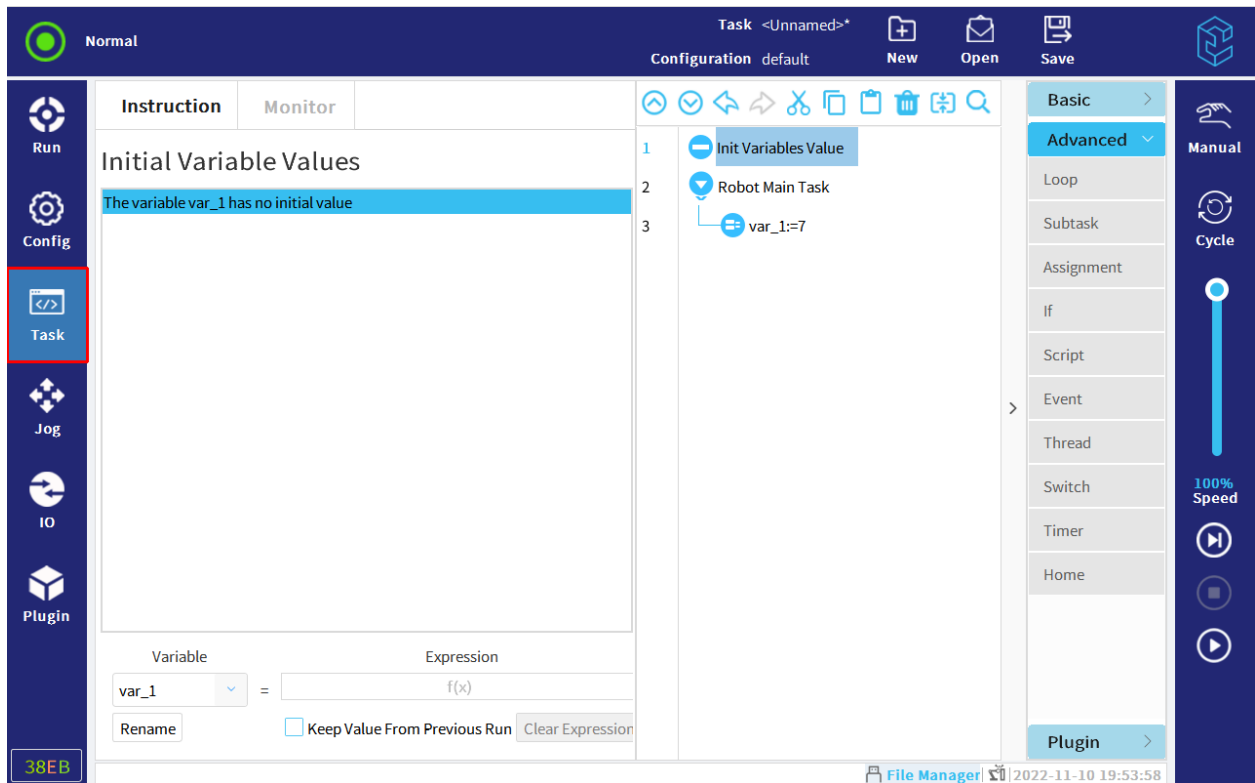 Normal
Task <Unnamed>*
Configuration default
New
Open
Save
Run
Config
Task
Jog
IO
Plugin
38EB
Instruction
Monitor
Initial Variable Values
The variable var_1 has no initial value
Variable
Expression
var_1
=
f(x)
Rename
Keep Value From Previous Run
Clear Expression
1 Init Variables Value
2 Robot Main Task
3 var_1:=7
>
Basic >
Advanced
Loop
Subtask
Assignment
If
Script
Event
Thread
Switch
Timer
Home
Plugin >
Manual
Cycle
100%
Speed
File Manager
2022-11-10 19:53:58